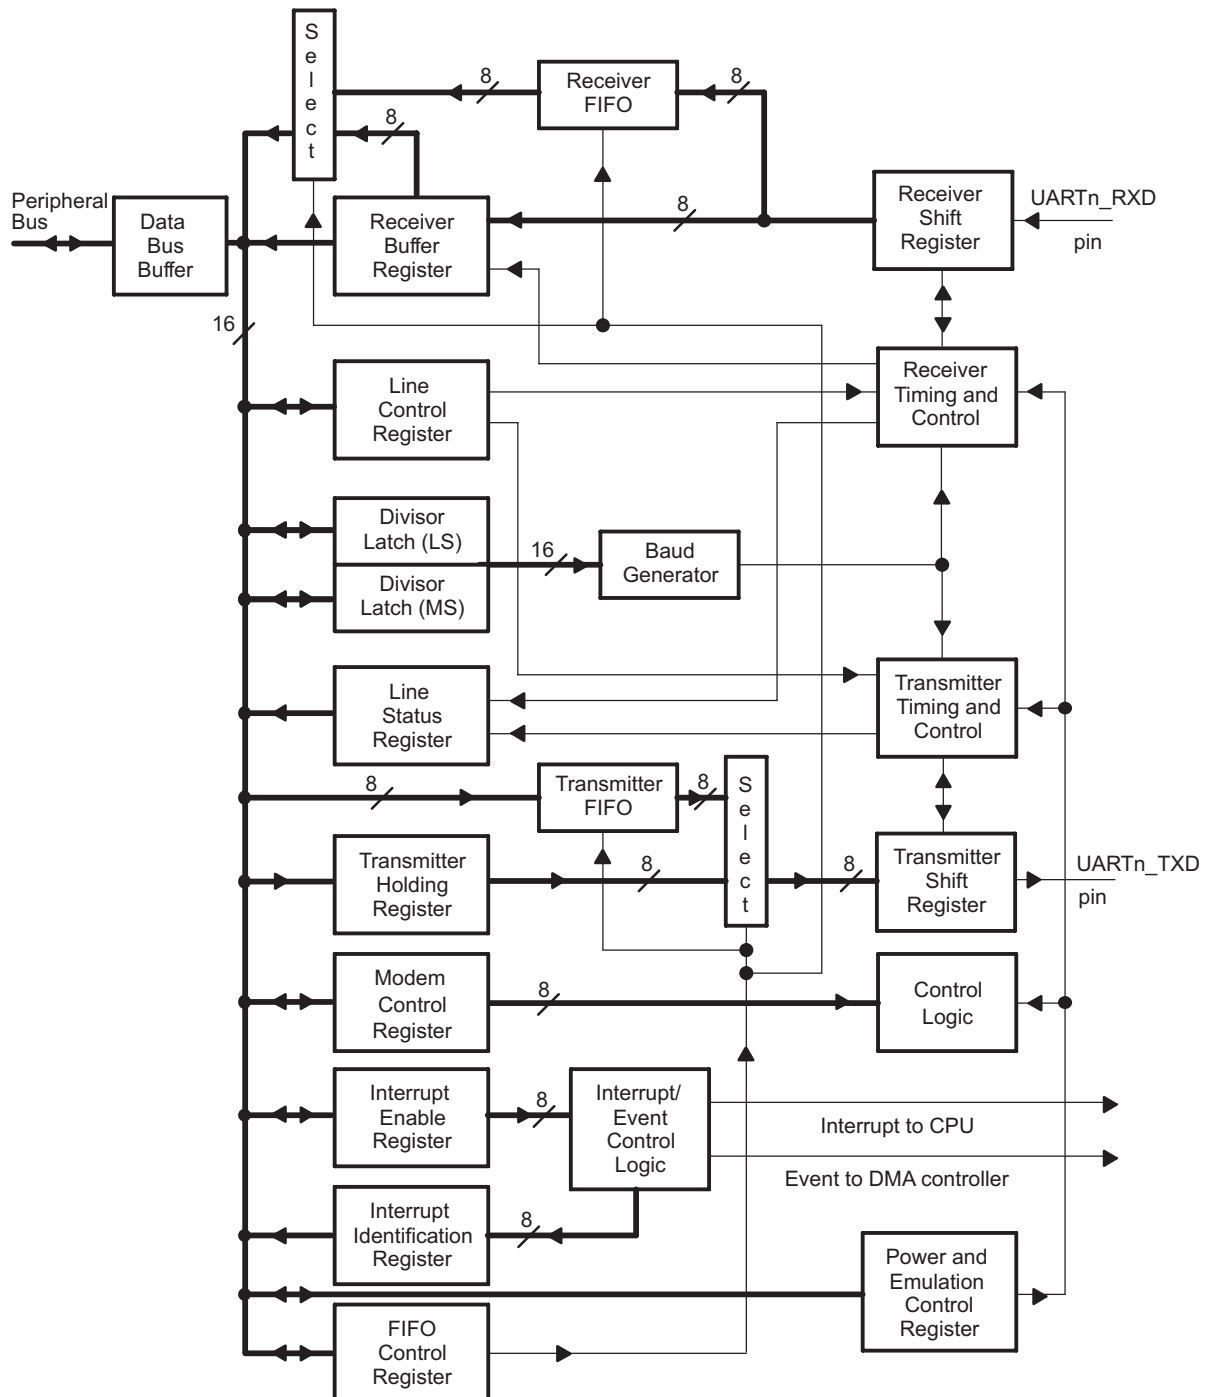 S
e
l
e
c
t
8
Receiver
FIFO
8
8
Peripheral
Bus
Data
Bus
Buffer
Receiver
Buffer
Register
8
Receiver
Shift
Register
UARTn_RXD
pin
16
Line
Control
Register
Receiver
Timing and
Control
Divisor
Latch (LS)
Divisor
Latch (MS)
16
Baud
Generator
Line
Status
Register
Transmitter
Timing and
Control
8
Transmitter
FIFO
8
S
e
l
e
c
t
Transmitter
Holding
Register
8
8
Transmitter
Shift
Register
UARTn_TXD
pin
Modem
Control
Register
8
Control
Logic
Interrupt
Enable
Register
8
Interrupt/
Event
Control
Logic
Interrupt to CPU
Event to DMA controller
Interrupt
Identification
Register
8
Power and
Emulation
Control
Register
FIFO
Control
Register